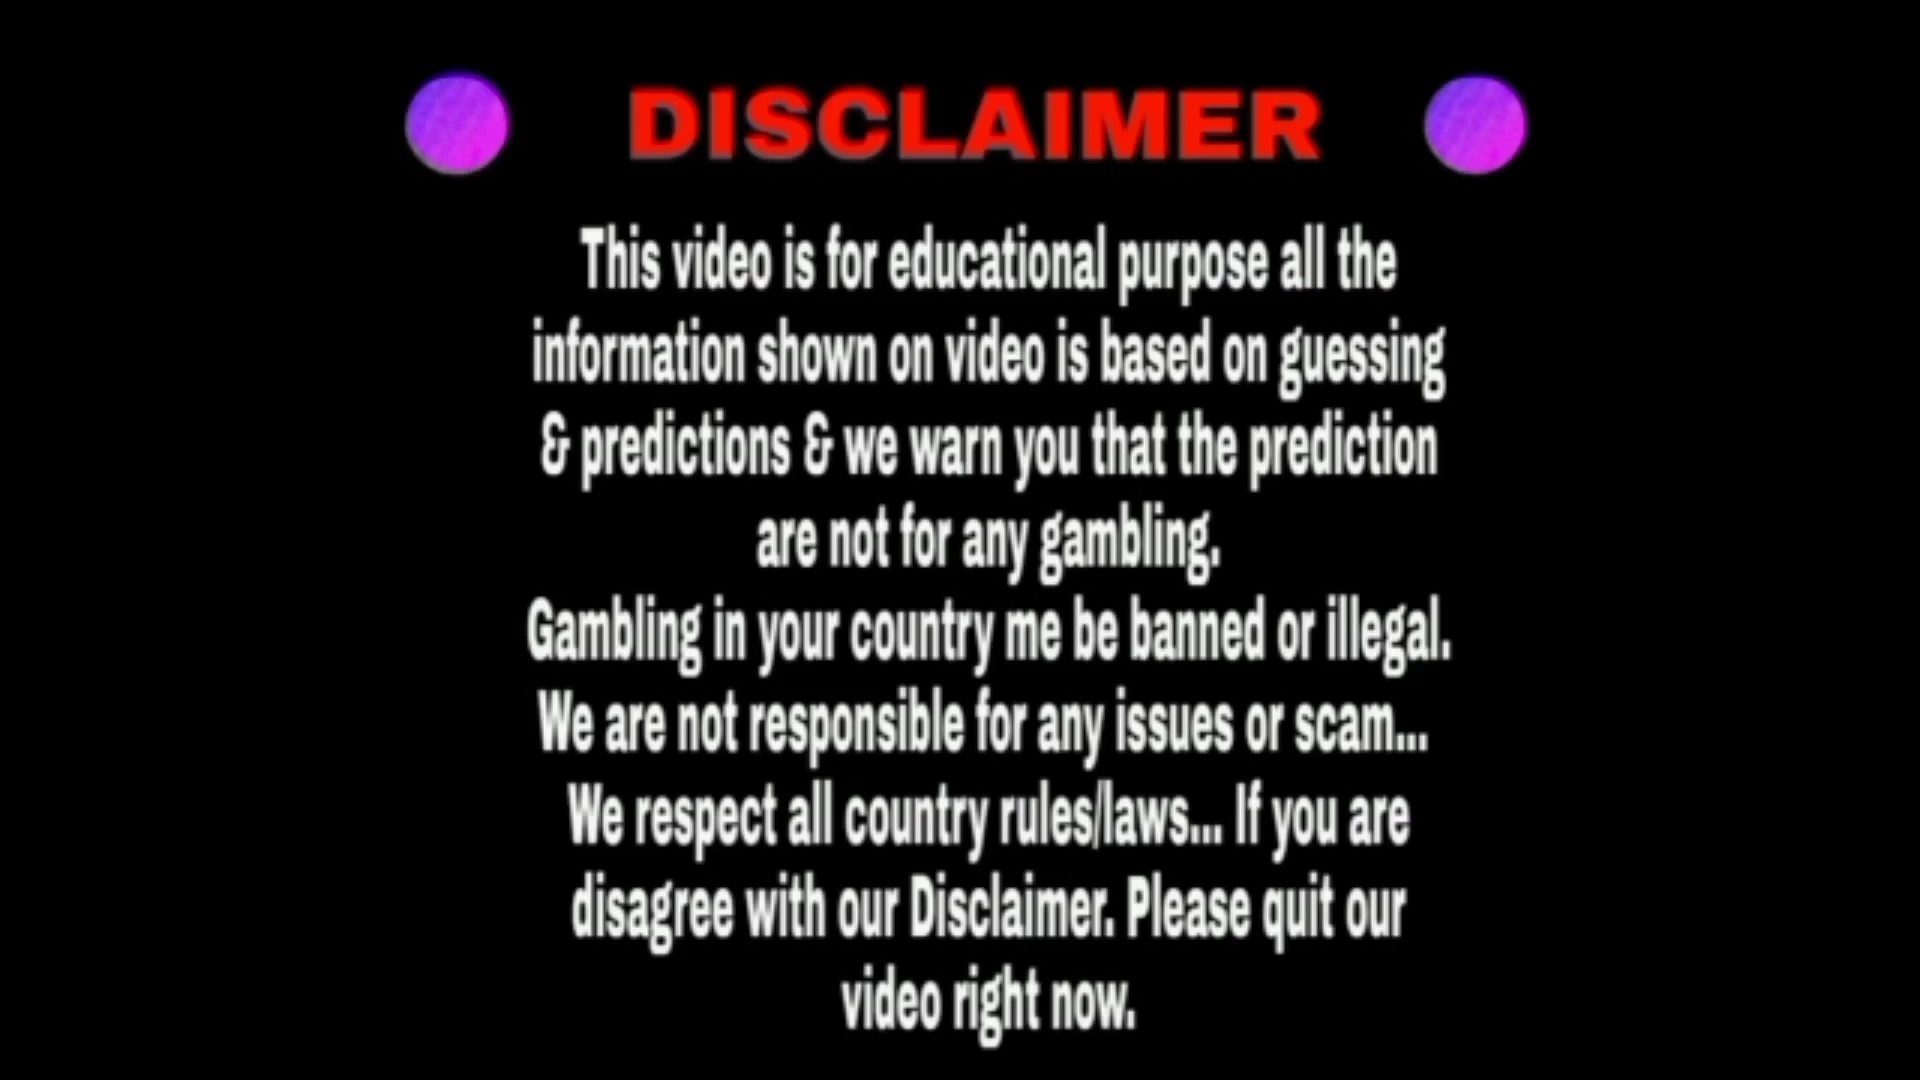 DISCLAIMER
This video is for educational purpose all the
information shown on video is based on guessing
& predictions & we warn you that the prediction
are not for any gambling.
Gambling in your country me be banned or illegal.
We are not responsible for any issues or scam...
We respect all country rules/laws... If you are
disagree with our Disclaimer. Please quit our
video right now.